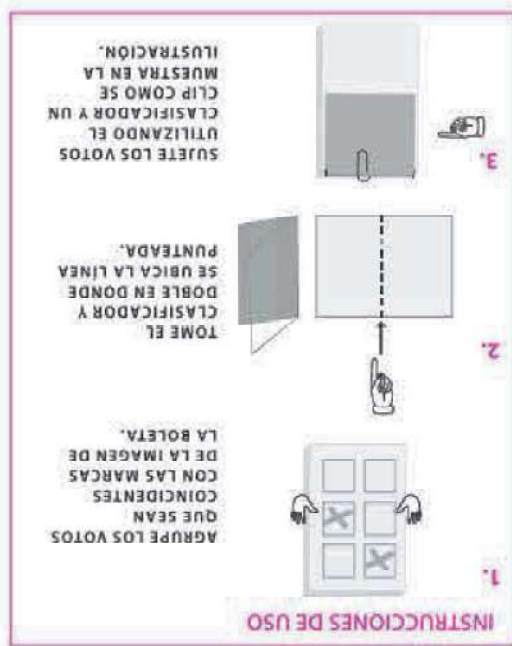 INSTRUCCIONES DE USO
1.
AGRUPE LOS VOTOS
QUE SEAN
COINCIDENTES
CON LAS MARCAS
DE LA IMAGEN DE
LA BOLETA.
2.
TOME EL
CLASIFICADOR Y
DOBLE EN DONDE
SE UBICA LA LÍNEA
PUNTEADA.
3.
SUJETE LOS VOTOS
UTILIZANDO EL
CLASIFICADOR Y UN
CLIP COMO SE
MUESTRA EN LA
ILUSTRACIÓN.